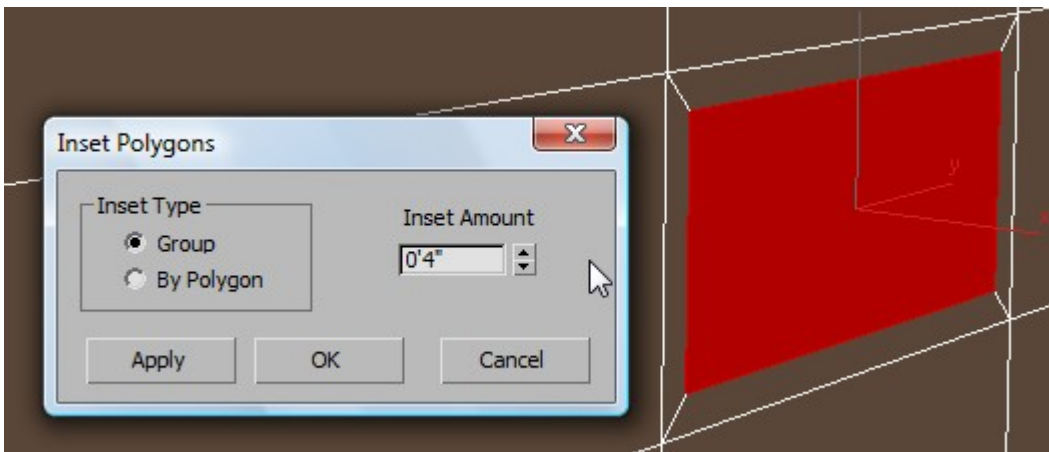 Inset Polygons
Inset Type
Group
By Polygon
Inset Amount
0'4"
Apply
OK
Cancel
y
x